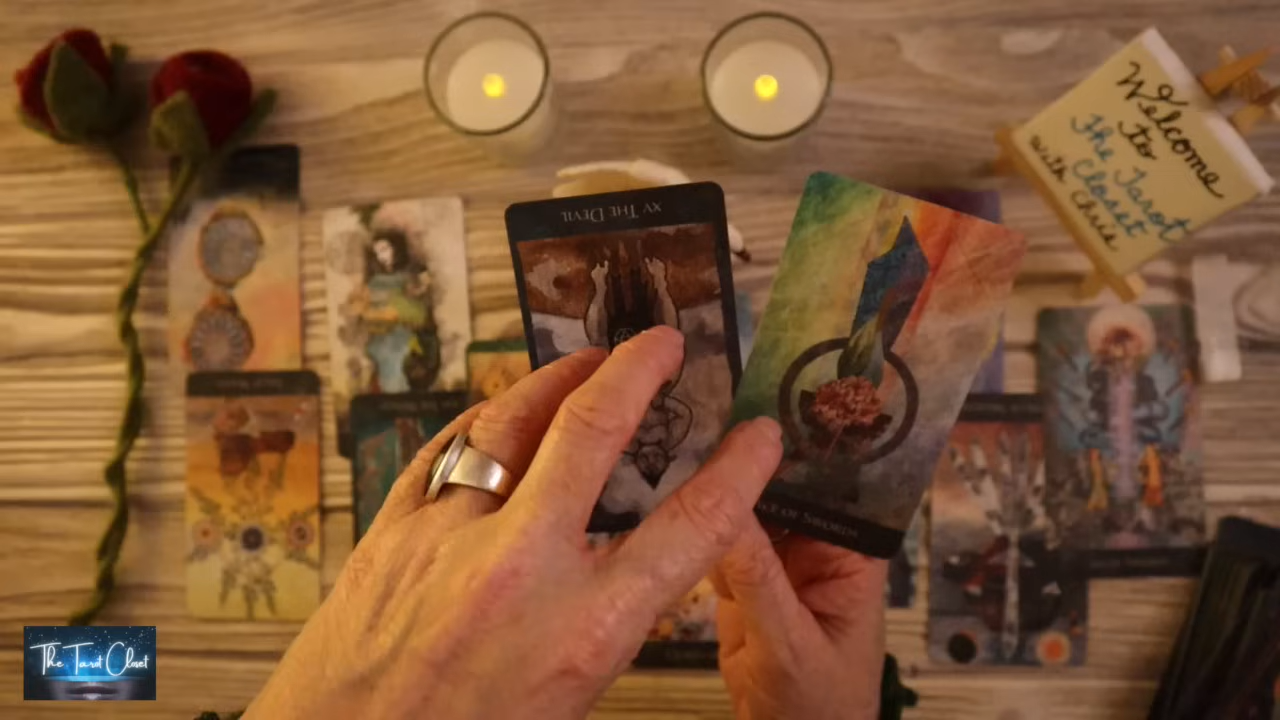 Welcome
to
The Tarot
Closet
with Chris
XV THE DEVIL
ACE OF SWORDS
The Tarot Closet